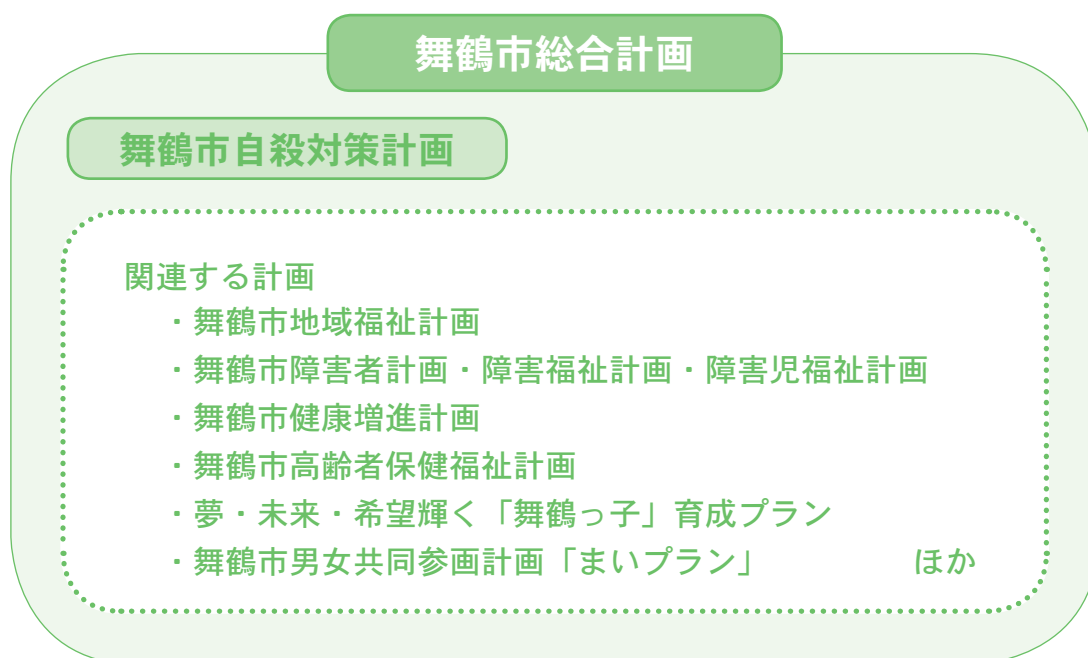 舞鶴市総合計画
舞鶴市自殺対策計画
関連する計画
・舞鶴市地域福祉計画
・舞鶴市障害者計画・障害福祉計画・障害児福祉計画
・舞鶴市健康増進計画
・舞鶴市高齢者保健福祉計画
・夢・未来・希望輝く「舞鶴っ子」育成プラン
・舞鶴市男女共同参画計画「まいプラン」 ほか